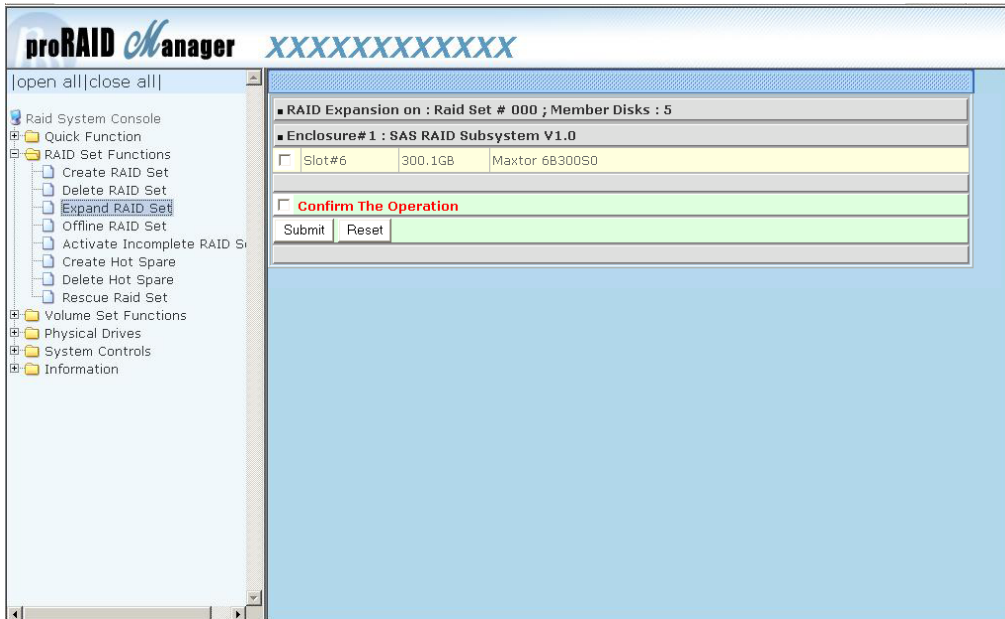 proRAID Manager XXXXXXXXXXXX
|open all|close all|
Raid System Console
Quick Function
RAID Set Functions
Create RAID Set
Delete RAID Set
Expand RAID Set
Offline RAID Set
Activate Incomplete RAID S
Create Hot Spare
Delete Hot Spare
Rescue Raid Set
Volume Set Functions
Physical Drives
System Controls
Information
RAID Expansion on : Raid Set # 000 ; Member Disks : 5
Enclosure#1 : SAS RAID Subsystem V1.0
Slot#6 300.1GB Maxtor 6B300S0
Confirm The Operation
Submit Reset